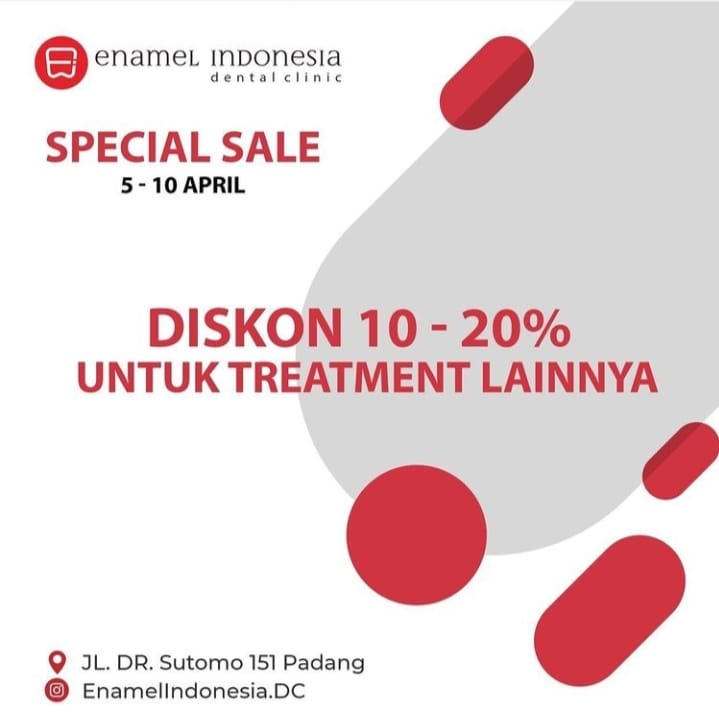 enamel indonesia
dental clinic
SPECIAL SALE
5 - 10 APRIL
DISKON 10 - 20%
UNTUK TREATMENT LAINNYA
JL. DR. Sutomo 151 Padang
EnamelIndonesia.DC